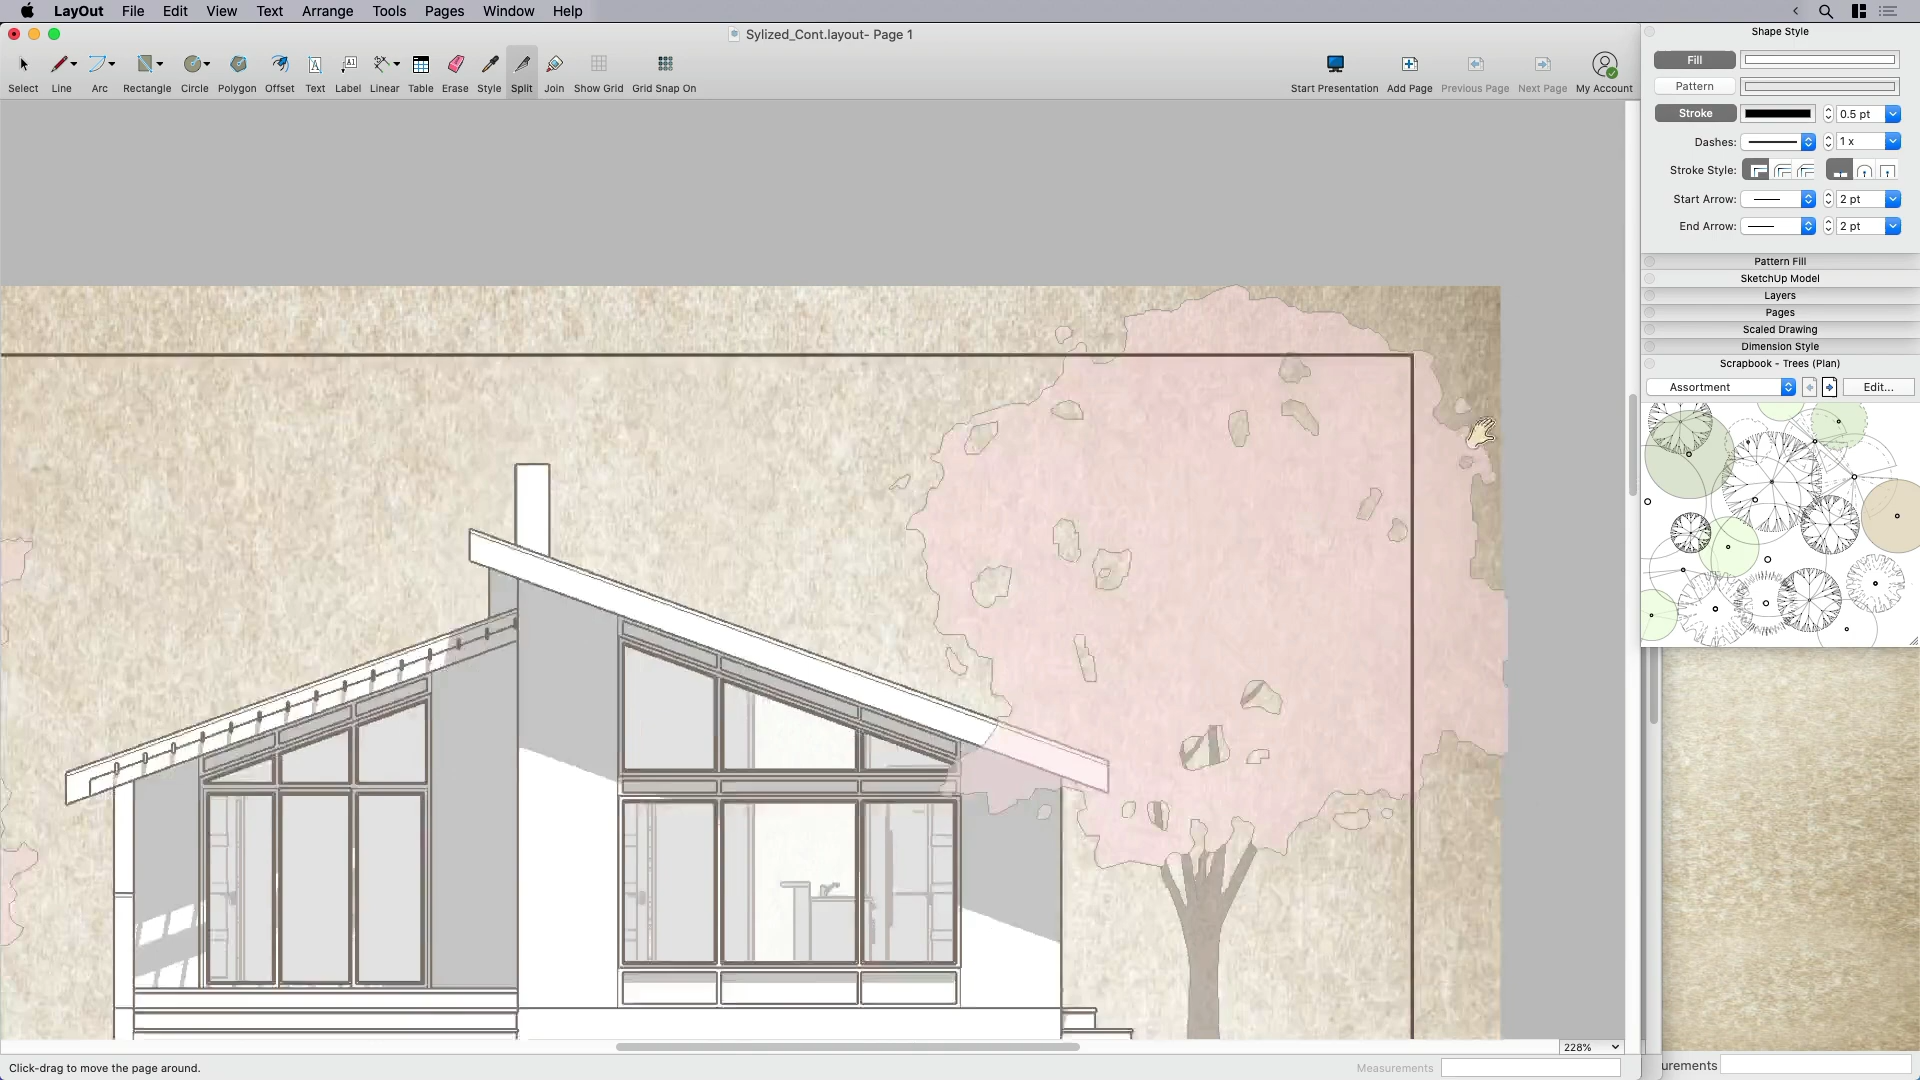 LayOut File Edit View Text Arrange Tools Pages Window Help
Sylized_Cont.layout- Page 1
Select Line Arc Rectangle Circle Polygon Offset Text Label Linear Table Erase Style Split Join Show Grid Grid Snap On
Start Presentation Add Page Previous Page Next Page My Account
Shape Style
Fill
Pattern
Stroke 0.5 pt
Dashes: 1 x
Stroke Style:
Start Arrow: 2 pt
End Arrow: 2 pt
Pattern Fill
SketchUp Model
Layers
Pages
Scaled Drawing
Dimension Style
Scrapbook - Trees (Plan)
Assortment Edit...
228%
Click-drag to move the page around.
Measurements
urements